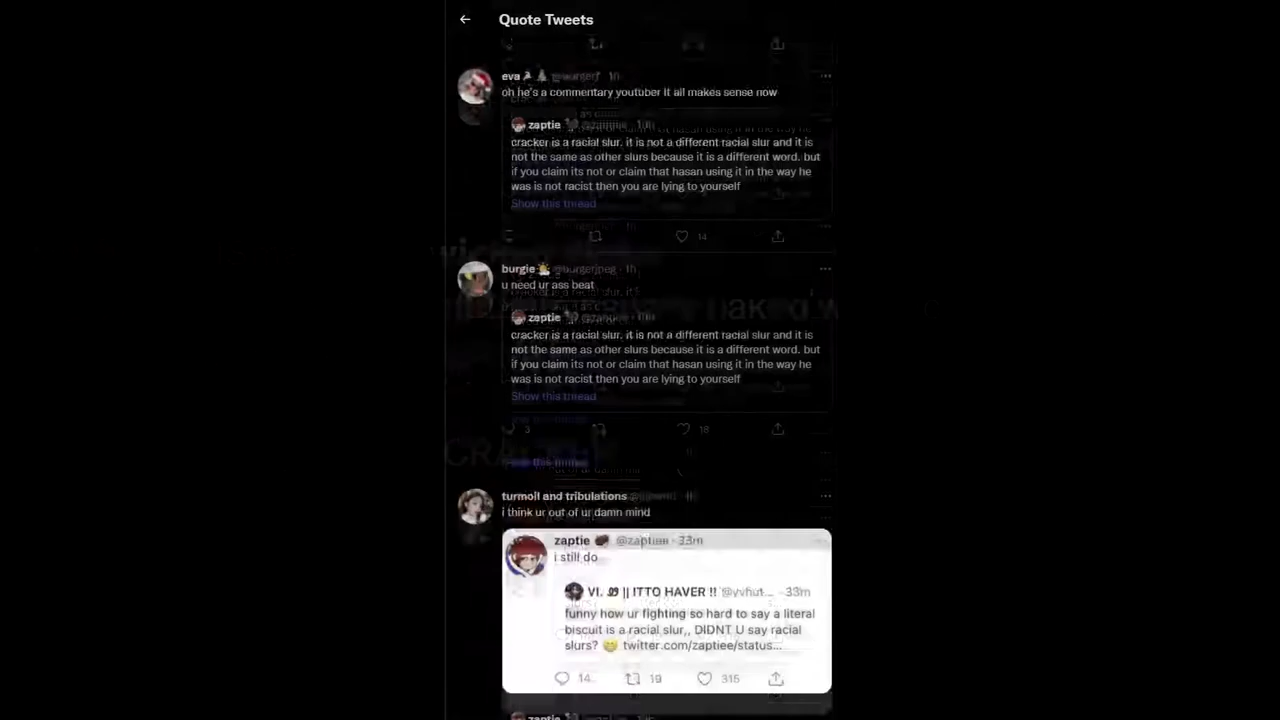 Quote Tweets
eva 1h
oh he's a commentary youtuber it all makes sense now
zaptie
cracker is a racial slur. it is not a different racial slur and it is
not the same as other slurs because it is a different word. but
if you claim its not or claim that hasan using it in the way he
was is not racist then you are lying to yourself
Show this thread
14
burgie @burgerjpeg · 1h
u need ur ass beat
zaptie
cracker is a racial slur. it is not a different racial slur and it is
not the same as other slurs because it is a different word. but
if you claim its not or claim that hasan using it in the way he
was is not racist then you are lying to yourself
Show this thread
3 18
turmoil and tribulations
i think ur out of ur damn mind
zaptie @zaptiee · 33m
i still do
VI. || ITTO HAVER !! 33m
funny how ur fighting so hard to say a literal
biscuit is a racial slur,, DIDNT U say racial
slurs? 😅 twitter.com/zaptiee/status...
14 19 315
zaptie